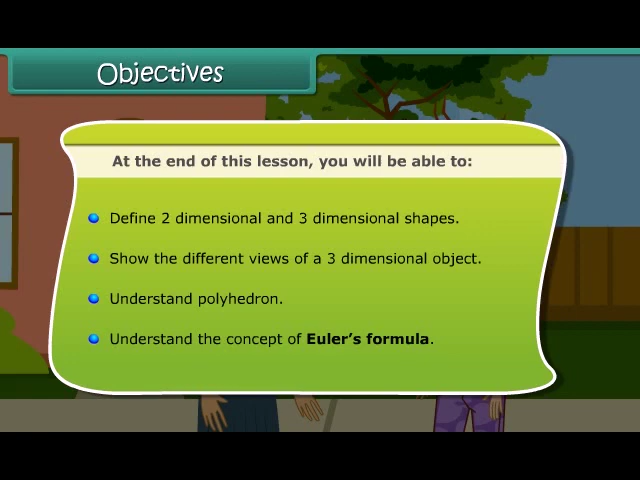 Objectives
At the end of this lesson, you will be able to:
Define 2 dimensional and 3 dimensional shapes.
Show the different views of a 3 dimensional object.
Understand polyhedron.
Understand the concept of Euler's formula.